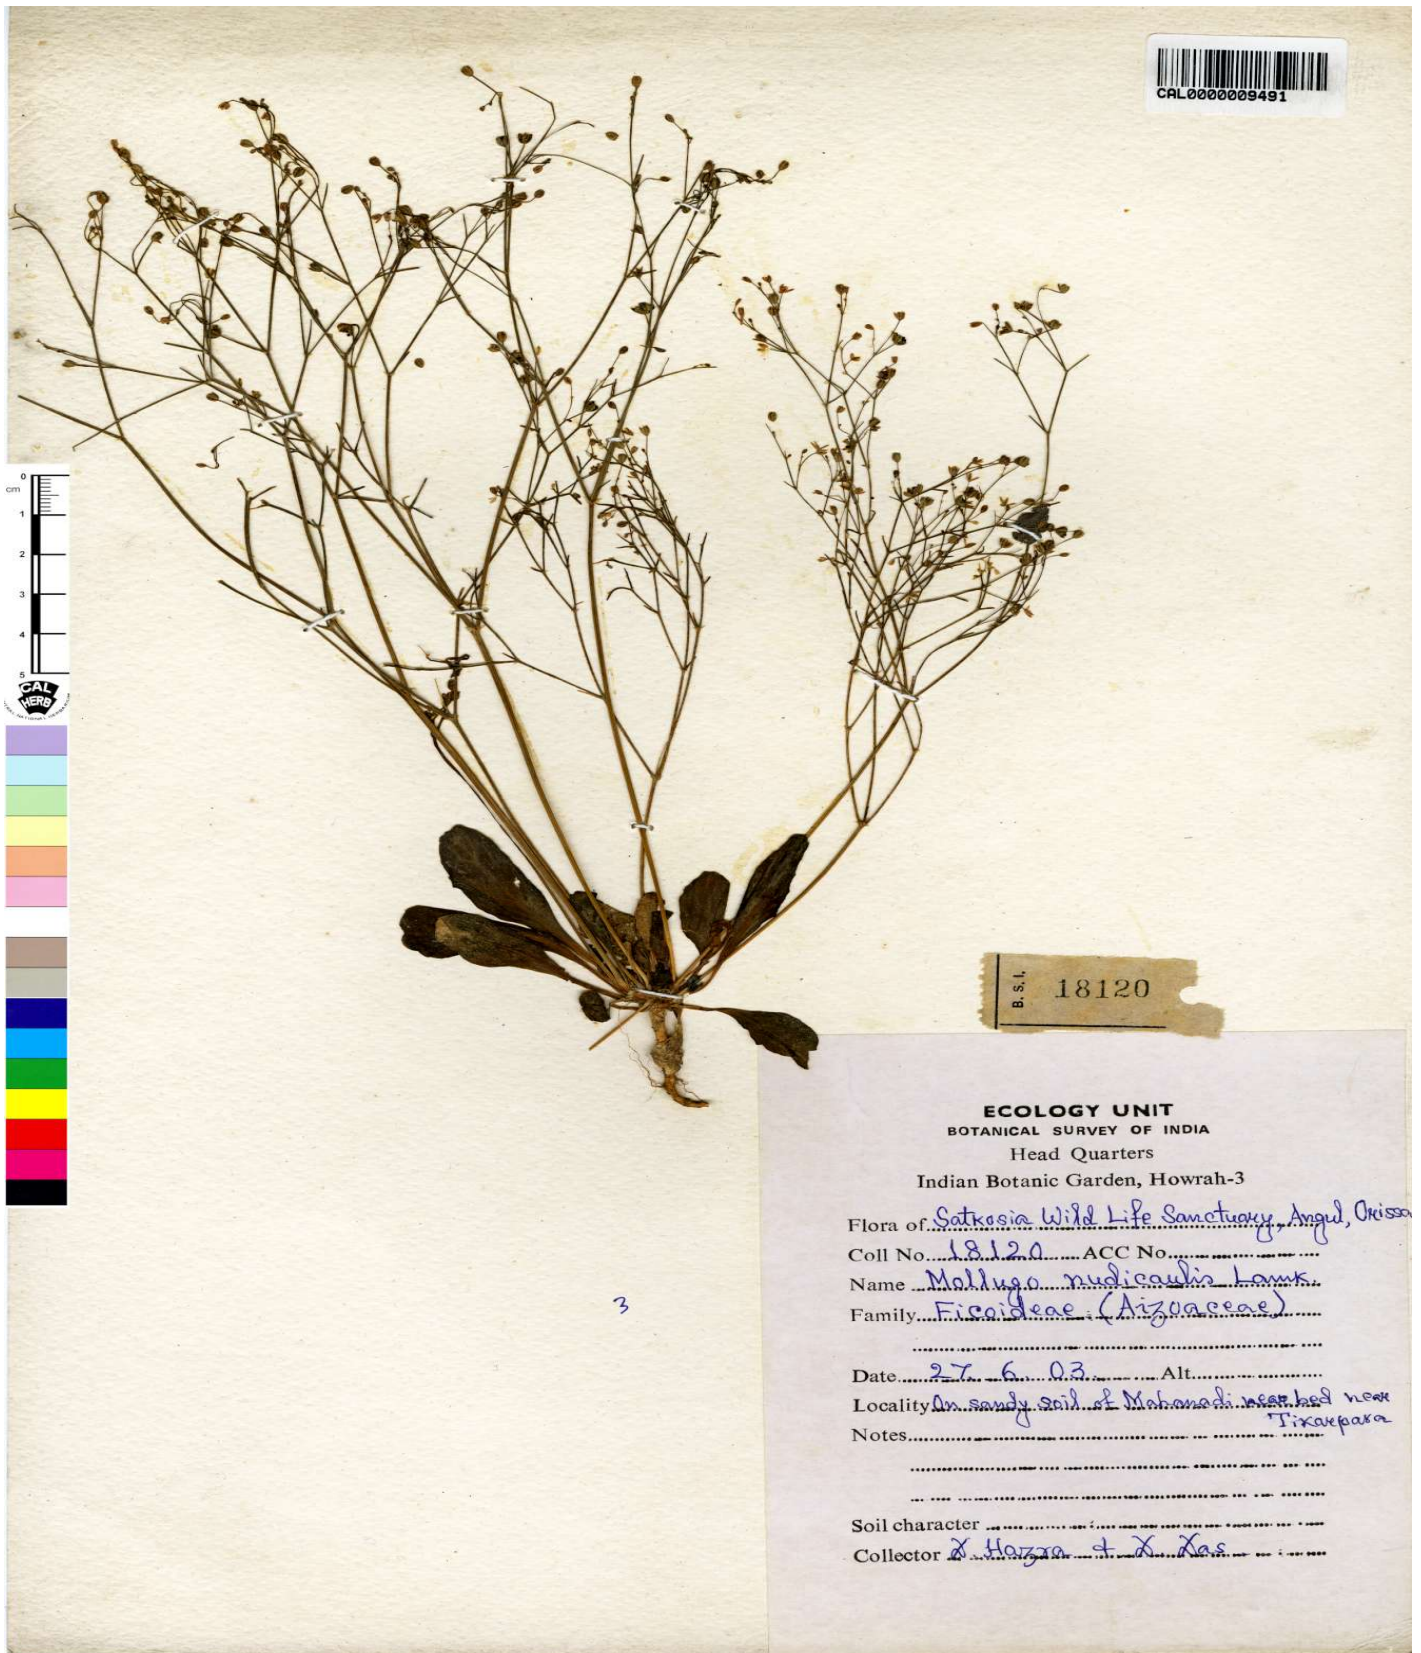 CAL0000009491
0
cm
1
2
3
4
5
CAL
HERB
B. S. I. 18120
ECOLOGY UNIT
BOTANICAL SURVEY OF INDIA
Head Quarters
Indian Botanic Garden, Howrah-3
Flora of Satkosia Wild Life Sanctuary, Angul, Orissa
Coll No 18120 ACC No
Name Mollugo nudicaulis Lamk.
Family Ficoideae (Aizoaceae)
3
Date 27. 6. 03. Alt
Locality On sandy soil of Mahanadi bed near
Tikarpara
Notes
Soil character
Collector Hazra &